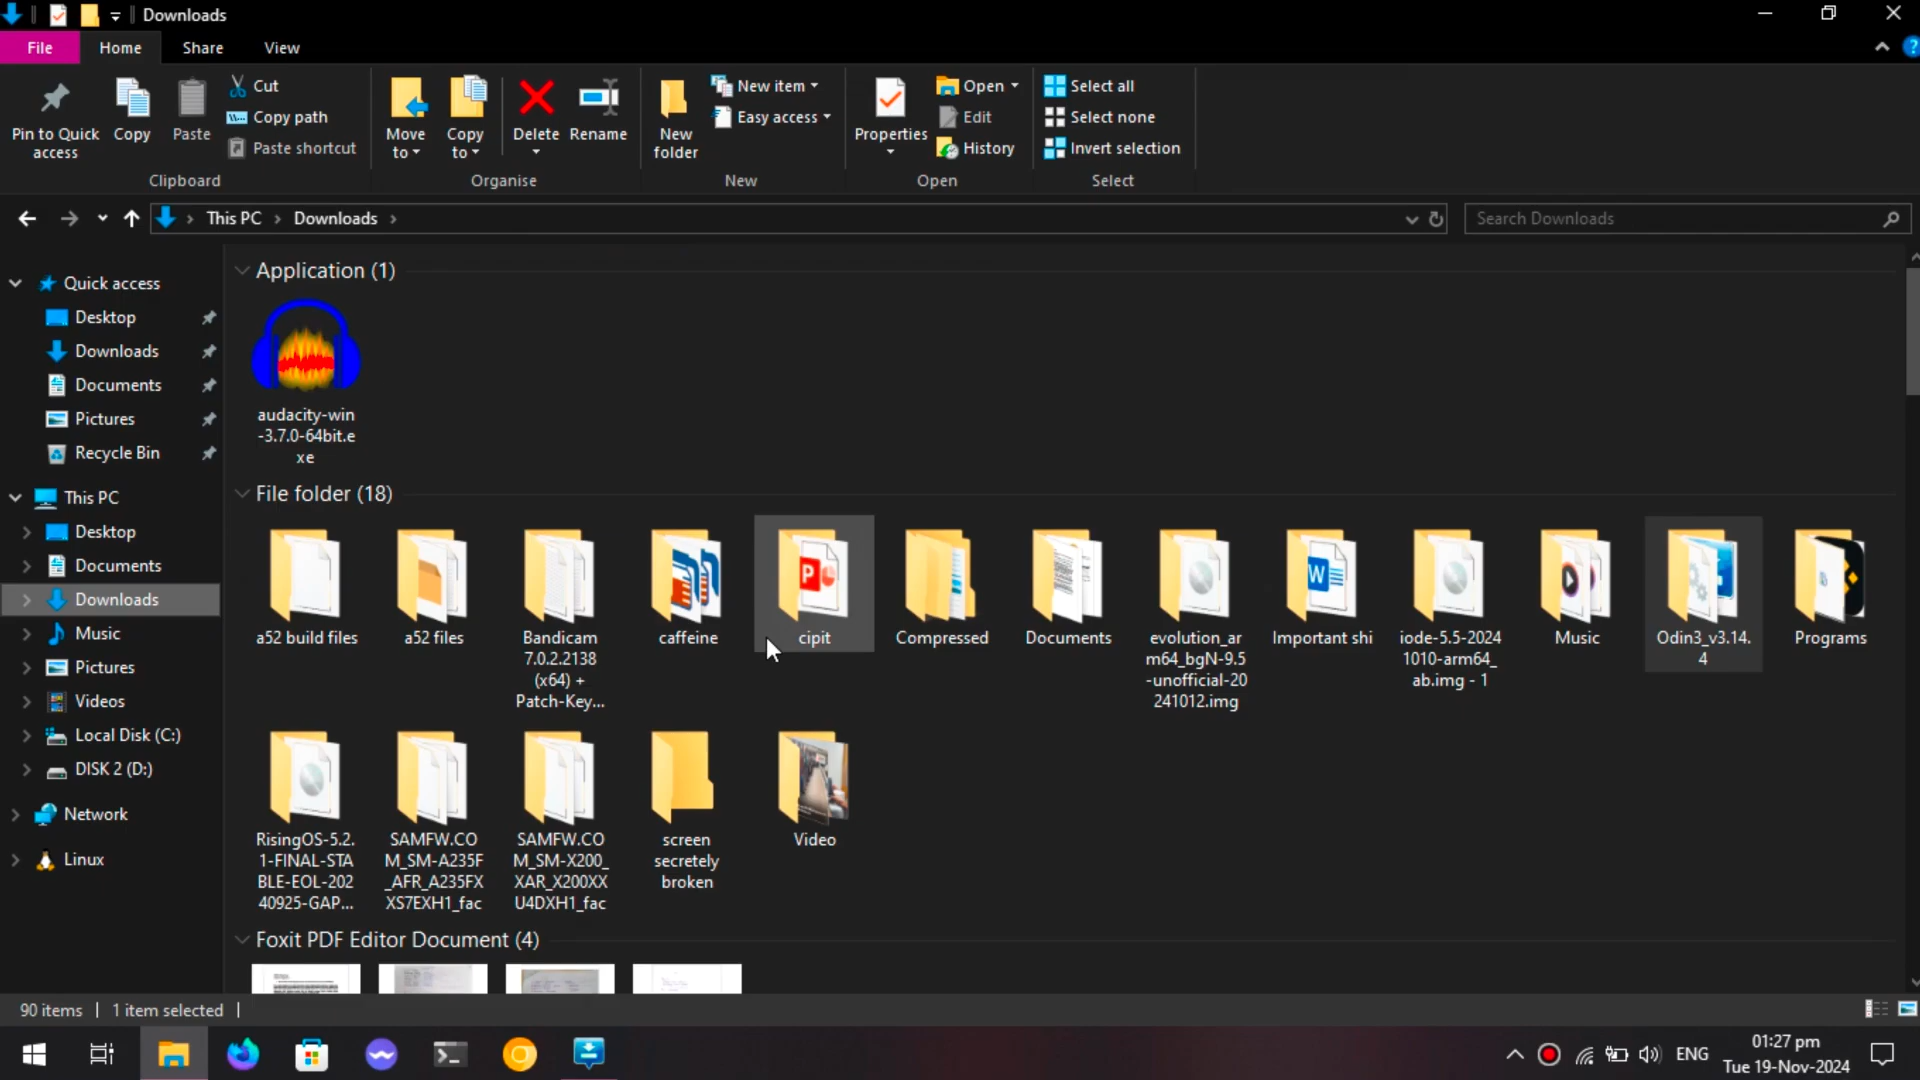 Downloads
File
Home
Share
View
Pin to Quick
access
Copy
Paste
Cut
Copy path
Paste shortcut
Move
to
Copy
to
Delete
Rename
New
folder
New item
Easy access
Properties
Open
Edit
History
Select all
Select none
Invert selection
Clipboard
Organise
New
Open
Select
This PC
Downloads
Search Downloads
Quick access
Desktop
Downloads
Documents
Pictures
Recycle Bin
This PC
Desktop
Documents
Downloads
Music
Pictures
Videos
Local Disk (C:)
DISK 2 (D:)
Network
Linux
Application (1)
audacity-win
-3.7.0-64bit.e
xe
File folder (18)
a52 build files
a52 files
Bandicam
7.0.2.2138
(x64) +
Patch-Key...
caffeine
cipit
Compressed
Documents
evolution_ar
m64_bgN-9.5
-unofficial-20
241012.img
Important shi
iode-5.5-2024
1010-arm64_
ab.img - 1
Music
Odin3_v3.14.
4
Programs
RisingOS-5.2.
1-FINAL-STA
BLE-EOL-202
40925-GAP...
SAMFW.CO
M_SM-A235F
_AFR_A235FX
XS7EXH1_fac
SAMFW.CO
M_SM-X200_
XAR_X200XX
U4DXH1_fac
screen
secretely
broken
Video
Foxit PDF Editor Document (4)
90 items
1 item selected
ENG
01:27 pm
Tue 19-Nov-2024